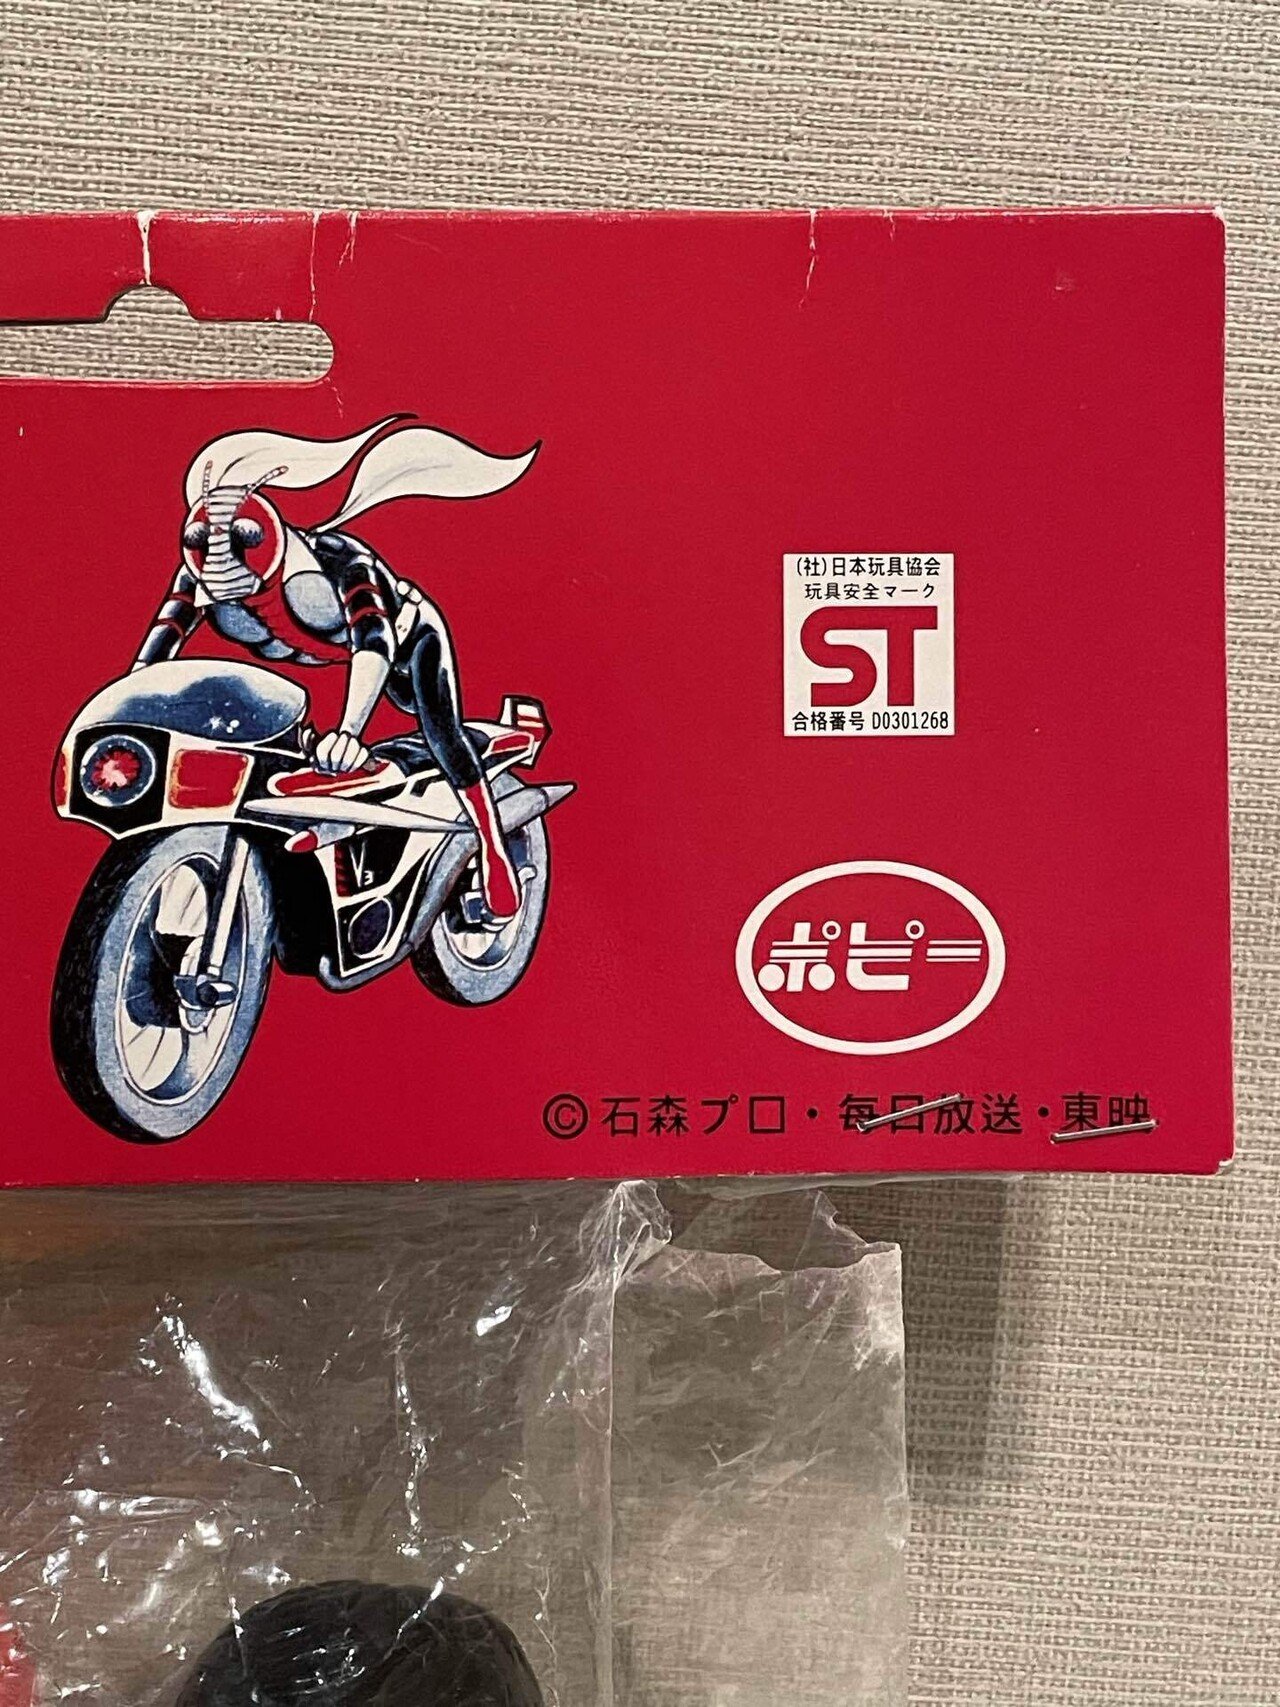 (社)日本玩具協会
玩具安全マーク
ST
合格番号 D0301268
V3
ポピー
©石森プロ・毎日放送・東映